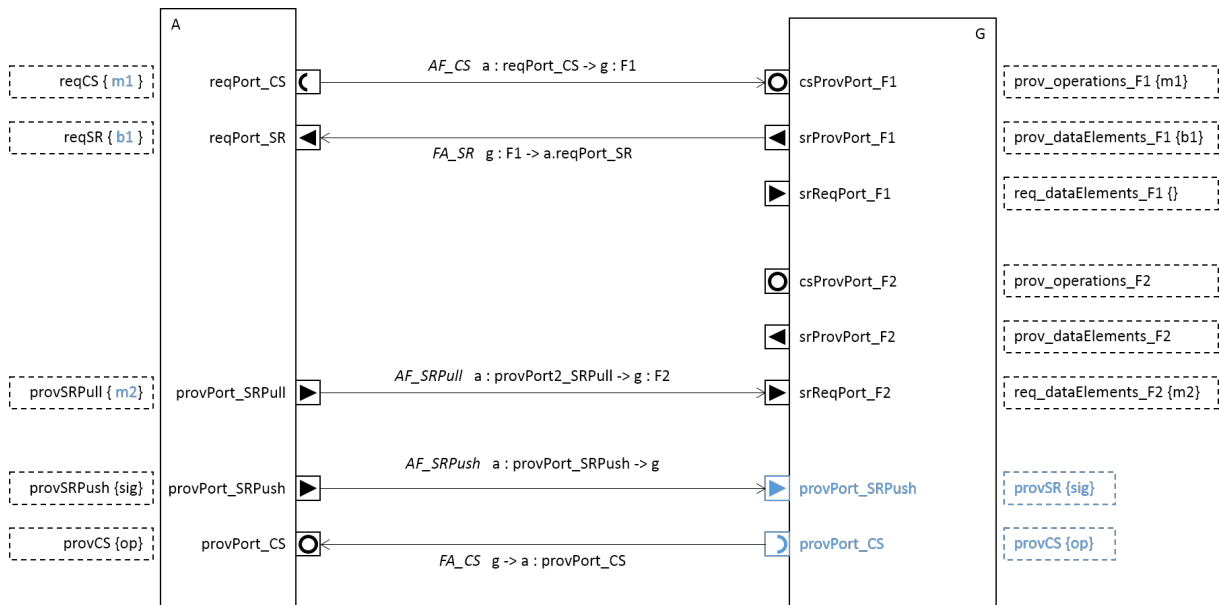 A
G
reqCS { m1 }
reqPort_CS
AF_CS a : reqPort_CS -> g : F1
csProvPort_F1
prov_operations_F1 {m1}
reqSR { b1 }
reqPort_SR
FA_SR g : F1 -> a.reqPort_SR
srProvPort_F1
prov_dataElements_F1 {b1}
srReqPort_F1
req_dataElements_F1 {}
csProvPort_F2
prov_operations_F2
srProvPort_F2
prov_dataElements_F2
provSRPull { m2}
provPort_SRPull
AF_SRPull a : provPort2_SRPull -> g : F2
srReqPort_F2
req_dataElements_F2 {m2}
provSRPush {sig}
provPort_SRPush
AF_SRPush a : provPort_SRPush -> g
provPort_SRPush
provSR {sig}
provCS {op}
provPort_CS
FA_CS g -> a : provPort_CS
provPort_CS
provCS {op}